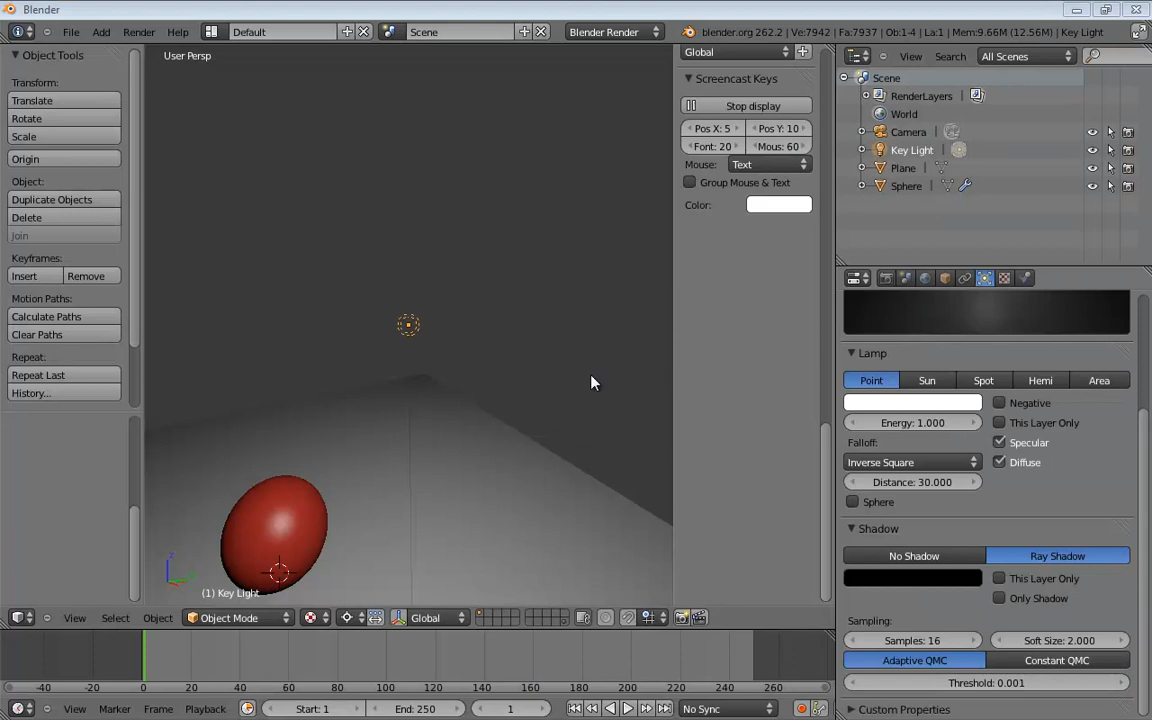 Blender
File Add Render Help Default Scene Blender Render blender.org 262.2 | Ve:7942 | Fa:7937 | Ob:1-4 | La:1 | Mem:9.66M (12.56M) | Key Light
Object Tools
Transform:
Translate
Rotate
Scale
Origin
Object:
Duplicate Objects
Delete
Join
Keyframes:
Insert Remove
Motion Paths:
Calculate Paths
Clear Paths
Repeat:
Repeat Last
History...
User Persp
(1) Key Light
Global
Screencast Keys
Stop display
Pos X: 5 Pos Y: 10
Font: 20 Mous: 60
Mouse: Text
Group Mouse & Text
Color:
View Search All Scenes
Scene
RenderLayers
World
Camera
Key Light
Plane
Sphere
Lamp
Point Sun Spot Hemi Area
Negative
Energy: 1.000 This Layer Only
Falloff: Specular
Inverse Square Diffuse
Distance: 30.000
Sphere
Shadow
No Shadow Ray Shadow
This Layer Only
Only Shadow
Sampling:
Samples: 16 Soft Size: 2.000
Adaptive QMC Constant QMC
Threshold: 0.001
Custom Properties
View Select Object Object Mode Global
-40 -20 0 20 40 60 80 100 120 140 160 180 200 220 240 260
View Marker Frame Playback Start: 1 End: 250 1 No Sync